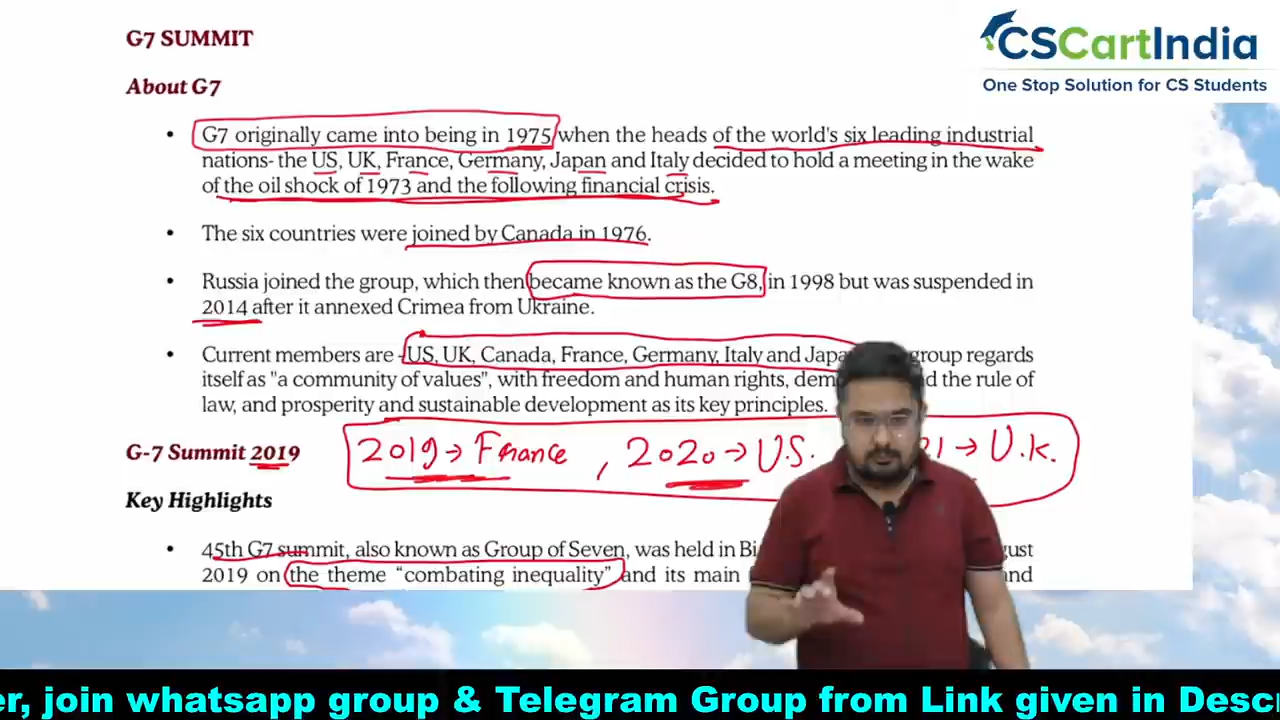 G7 SUMMIT
CSCartIndia
One Stop Solution for CS Students
About G7
• G7 originally came into being in 1975 when the heads of the world's six leading industrial
nations- the US, UK, France, Germany, Japan and Italy decided to hold a meeting in the wake
of the oil shock of 1973 and the following financial crisis.
• The six countries were joined by Canada in 1976.
• Russia joined the group, which then became known as the G8, in 1998 but was suspended in
2014 after it annexed Crimea from Ukraine.
• Current members are -US, UK, Canada, France, Germany, Italy and group regards
itself as "a community of values", with freedom and human rights, the rule of
law, and prosperity and sustainable development as its key principles.
G-7 Summit 2019
2019→ France , 2020→ U.S. → U.K.
Key Highlights
• 45th G7 summit, also known as Group of Seven, was held in
2019 on the theme “combating inequality” and its main and
join whatsapp group & Telegram Group from Link given in